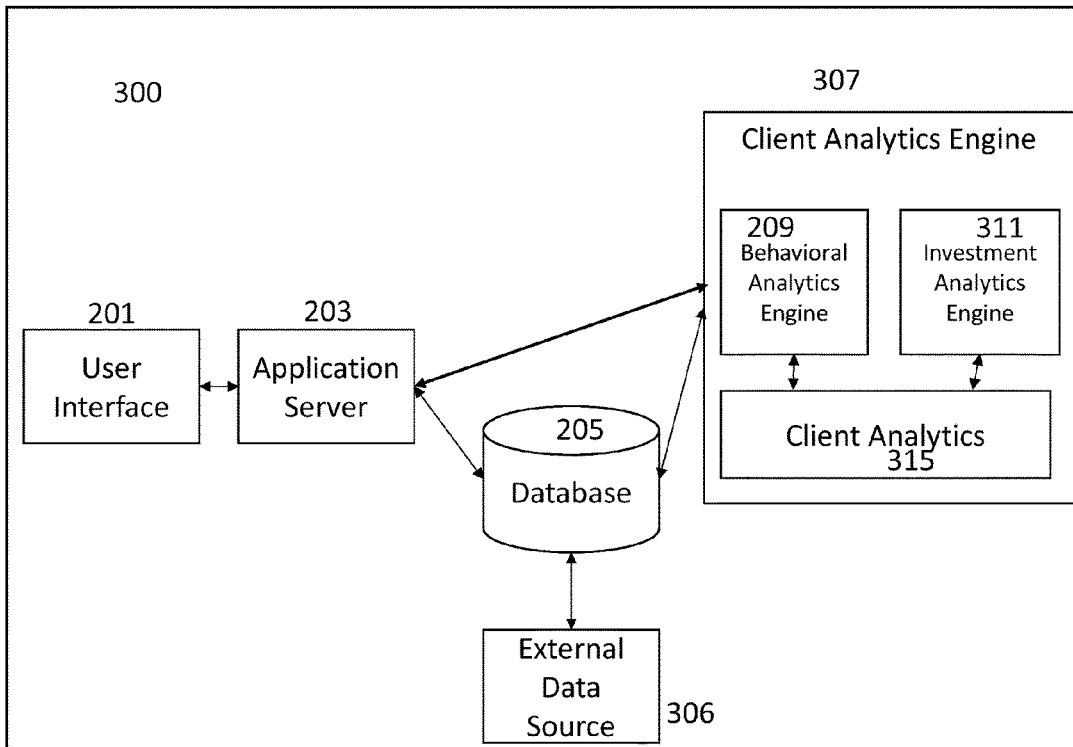 300
307
Client Analytics Engine
209
Behavioral
Analytics
Engine
311
Investment
Analytics
Engine
201
User
Interface
203
Application
Server
205
Database
Client Analytics
315
External
Data
Source
306